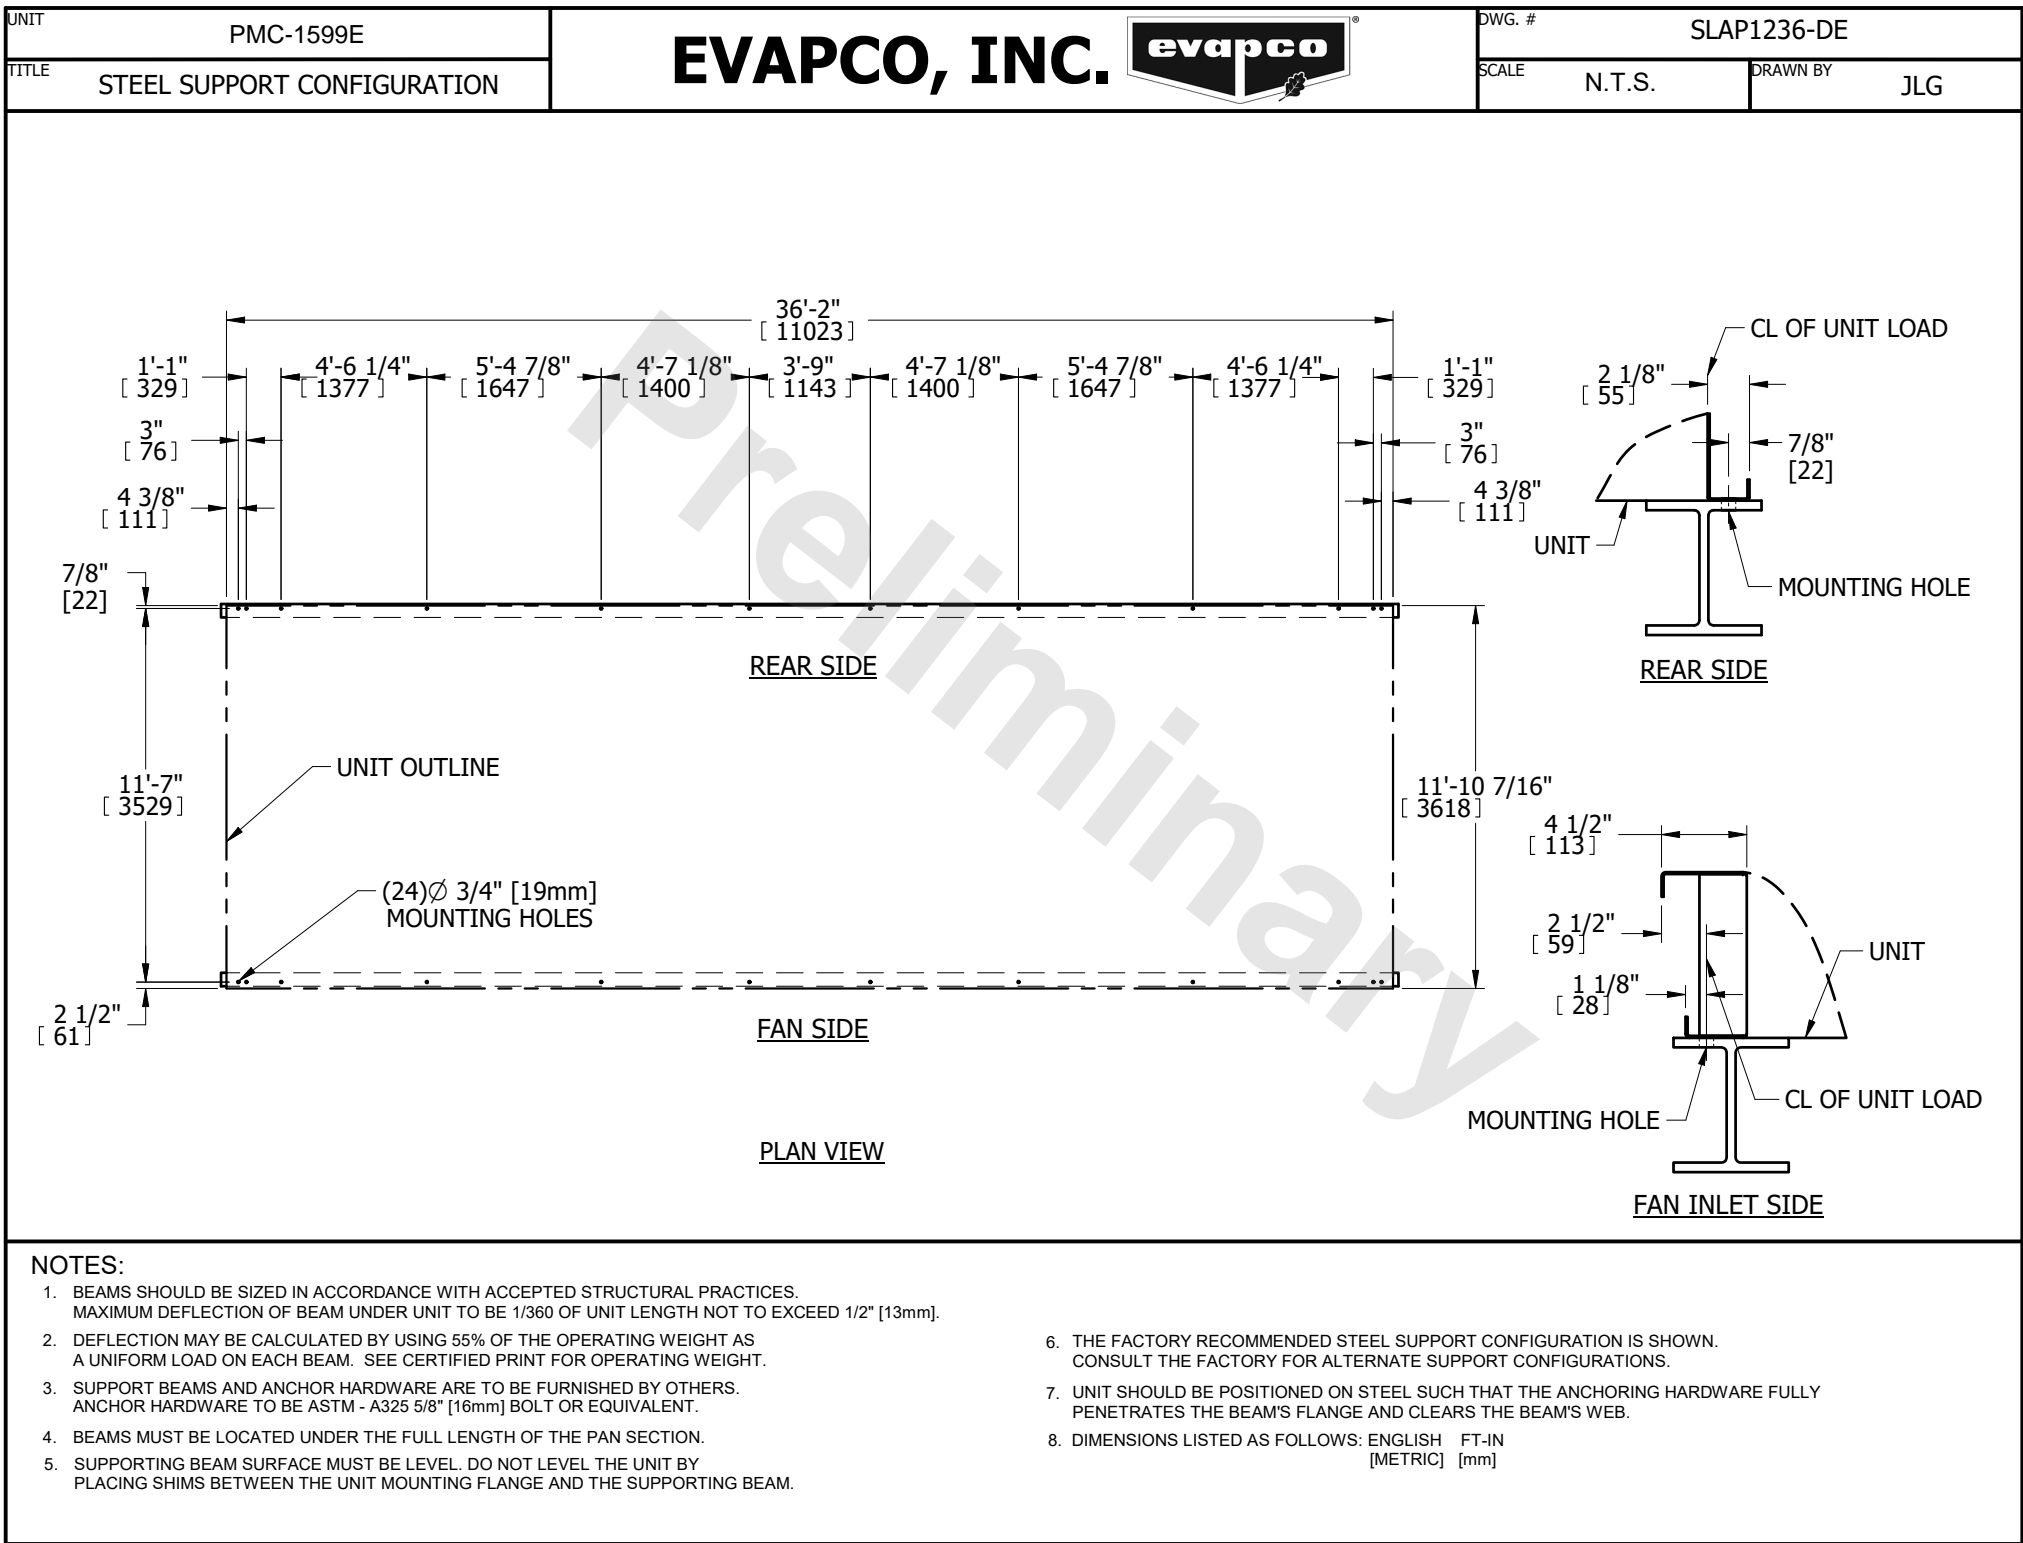 UNIT
PMC-1599E
TITLE
STEEL SUPPORT CONFIGURATION
EVAPCO, INC.
evapco
®
DWG. #
SLAP1236-DE
SCALE
N.T.S.
DRAWN BY
JLG
36'-2"
[ 11023 ]
1'-1"
[ 329 ]
4'-6 1/4"
[ 1377 ]
5'-4 7/8"
[ 1647 ]
4'-7 1/8"
[ 1400 ]
3'-9"
[ 1143 ]
4'-7 1/8"
[ 1400 ]
5'-4 7/8"
[ 1647 ]
4'-6 1/4"
[ 1377 ]
1'-1"
[ 329 ]
3"
[ 76 ]
3"
[ 76 ]
4 3/8"
[ 111 ]
4 3/8"
[ 111 ]
7/8"
[22]
REAR SIDE
UNIT OUTLINE
11'-7"
[ 3529 ]
11'-10 7/16"
[ 3618 ]
(24)Ø 3/4" [19mm]
MOUNTING HOLES
2 1/2"
[ 61 ]
FAN SIDE
PLAN VIEW
Preliminary
CL OF UNIT LOAD
2 1/8"
[ 55 ]
7/8"
[22]
UNIT
MOUNTING HOLE
REAR SIDE
4 1/2"
[ 113 ]
2 1/2"
[ 59 ]
UNIT
1 1/8"
[ 28 ]
CL OF UNIT LOAD
MOUNTING HOLE
FAN INLET SIDE
NOTES:
1. BEAMS SHOULD BE SIZED IN ACCORDANCE WITH ACCEPTED STRUCTURAL PRACTICES.
MAXIMUM DEFLECTION OF BEAM UNDER UNIT TO BE 1/360 OF UNIT LENGTH NOT TO EXCEED 1/2" [13mm].
2. DEFLECTION MAY BE CALCULATED BY USING 55% OF THE OPERATING WEIGHT AS
A UNIFORM LOAD ON EACH BEAM. SEE CERTIFIED PRINT FOR OPERATING WEIGHT.
3. SUPPORT BEAMS AND ANCHOR HARDWARE ARE TO BE FURNISHED BY OTHERS.
ANCHOR HARDWARE TO BE ASTM - A325 5/8" [16mm] BOLT OR EQUIVALENT.
4. BEAMS MUST BE LOCATED UNDER THE FULL LENGTH OF THE PAN SECTION.
5. SUPPORTING BEAM SURFACE MUST BE LEVEL. DO NOT LEVEL THE UNIT BY
PLACING SHIMS BETWEEN THE UNIT MOUNTING FLANGE AND THE SUPPORTING BEAM.
6. THE FACTORY RECOMMENDED STEEL SUPPORT CONFIGURATION IS SHOWN.
CONSULT THE FACTORY FOR ALTERNATE SUPPORT CONFIGURATIONS.
7. UNIT SHOULD BE POSITIONED ON STEEL SUCH THAT THE ANCHORING HARDWARE FULLY
PENETRATES THE BEAM'S FLANGE AND CLEARS THE BEAM'S WEB.
8. DIMENSIONS LISTED AS FOLLOWS: ENGLISH FT-IN
[METRIC] [mm]